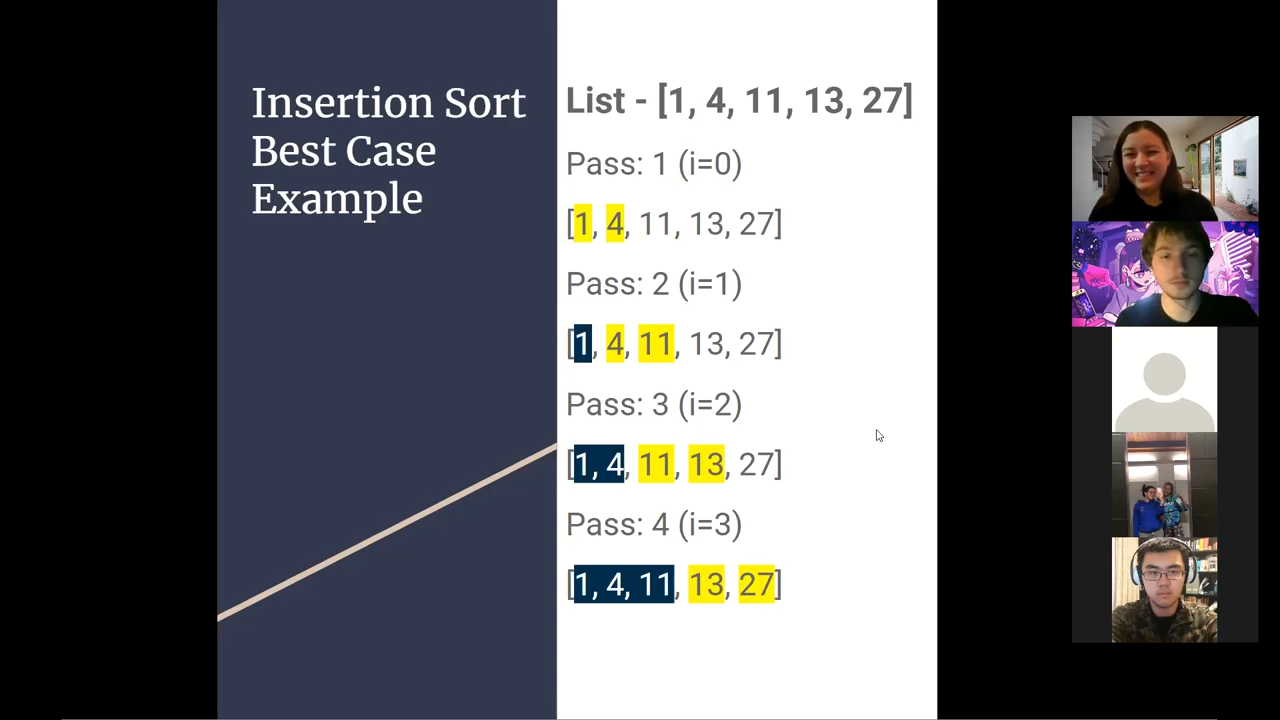 Insertion Sort
Best Case
Example
List - [1, 4, 11, 13, 27]
Pass: 1 (i=0)
[1, 4, 11, 13, 27]
Pass: 2 (i=1)
[1, 4, 11, 13, 27]
Pass: 3 (i=2)
[1, 4, 11, 13, 27]
Pass: 4 (i=3)
[1, 4, 11, 13, 27]